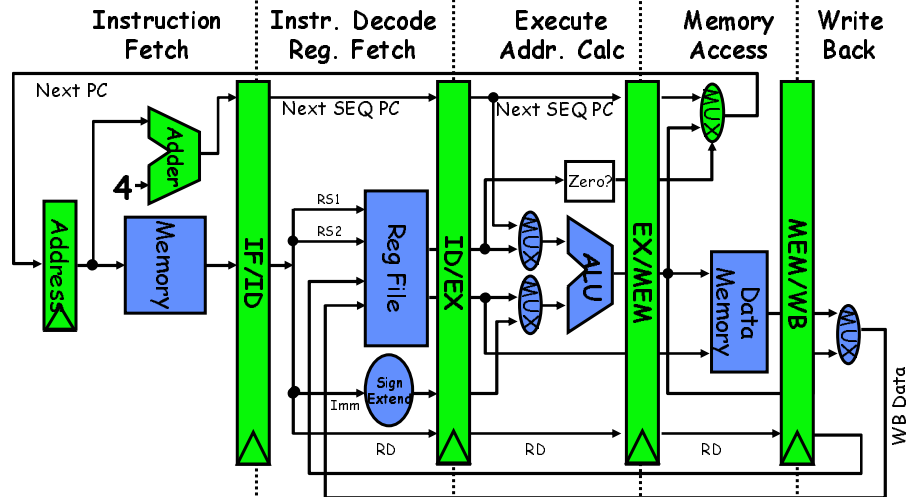 Instruction
Fetch
Instr. Decode
Reg. Fetch
Execute
Addr. Calc
Memory
Access
Write
Back
Next PC
Next SEQ PC
Next SEQ PC
MUX
Adder
4
Zero?
RS1
RS2
Address
Memory
IF/ID
Reg File
ID/EX
MUX
MUX
ALU
EX/MEM
Data
Memory
MEM/WB
MUX
Sign
Extend
Imm
RD
RD
RD
WB Data